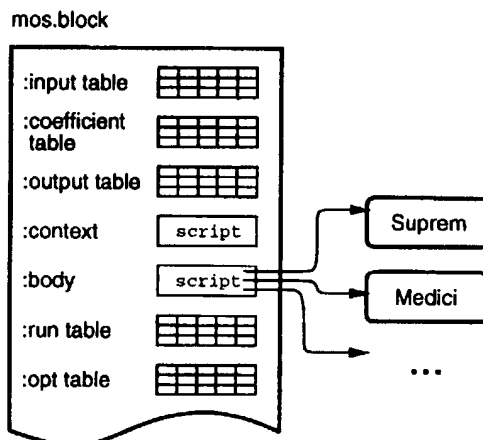 mos.block
:input table
:coefficient
table
:output table
:context script
:body script
:run table
:opt table
Suprem
Medici
...